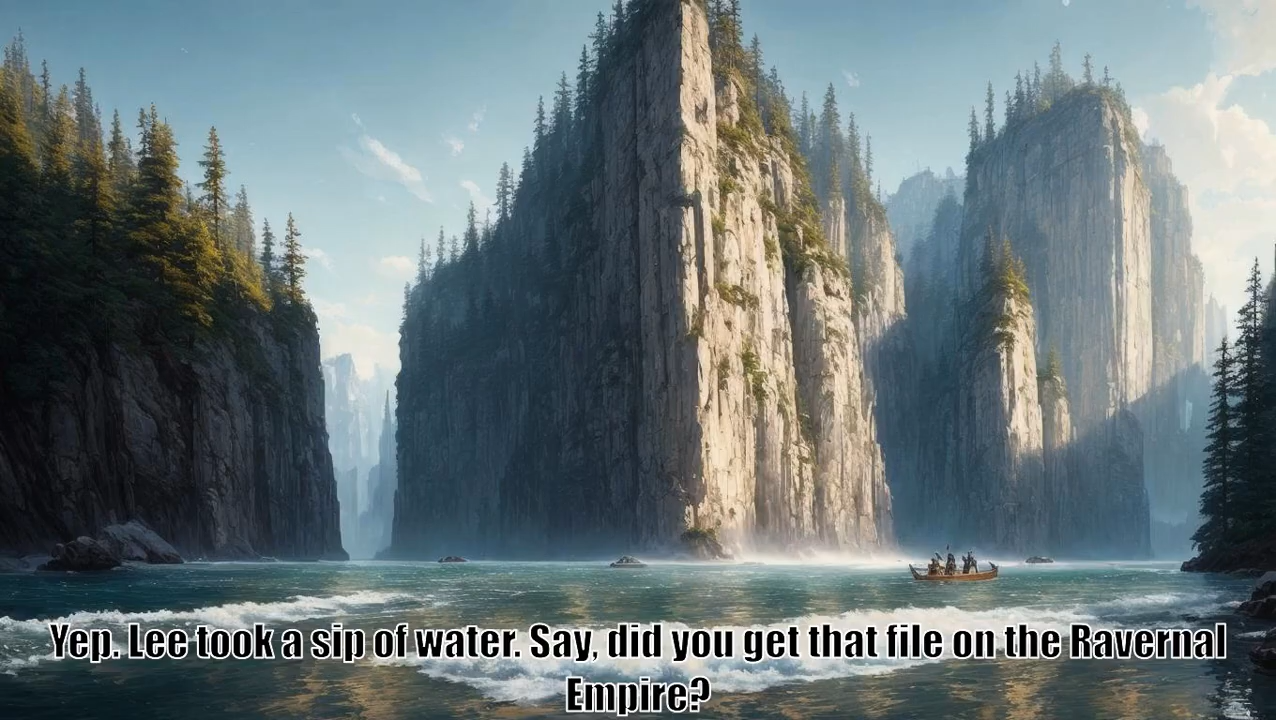 Yep. Lee took a sip of water. Say, did you get that file on the Ravernal
Empire?